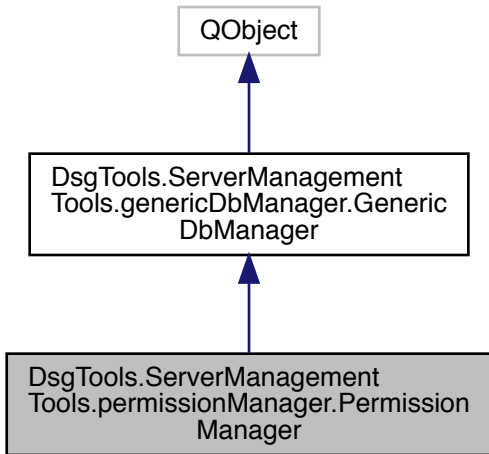 QObject
DsgTools.ServerManagement
Tools.genericDbManager.Generic
DbManager
DsgTools.ServerManagement
Tools.permissionManager.Permission
Manager